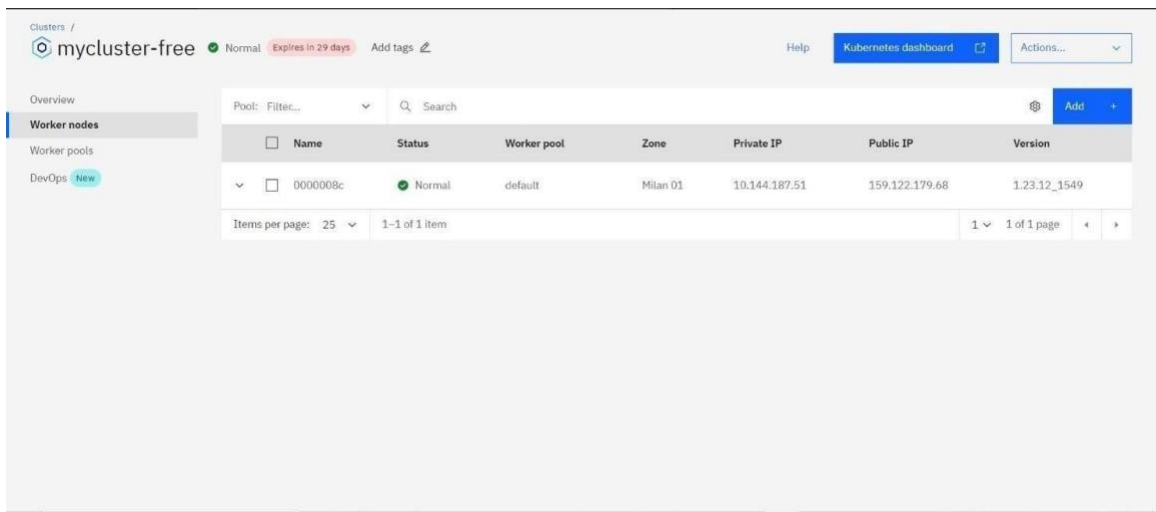 Clusters /
mycluster-free Normal Expires in 29 days Add tags Help Kubernetes dashboard Actions...
Overview
Worker nodes
Worker pools
DevOps New
Pool: Filter... Search Add +
Name Status Worker pool Zone Private IP Public IP Version
0000008c Normal default Milan 01 10.144.187.51 159.122.179.68 1.23.12_1549
Items per page: 25 1–1 of 1 item 1 1 of 1 page